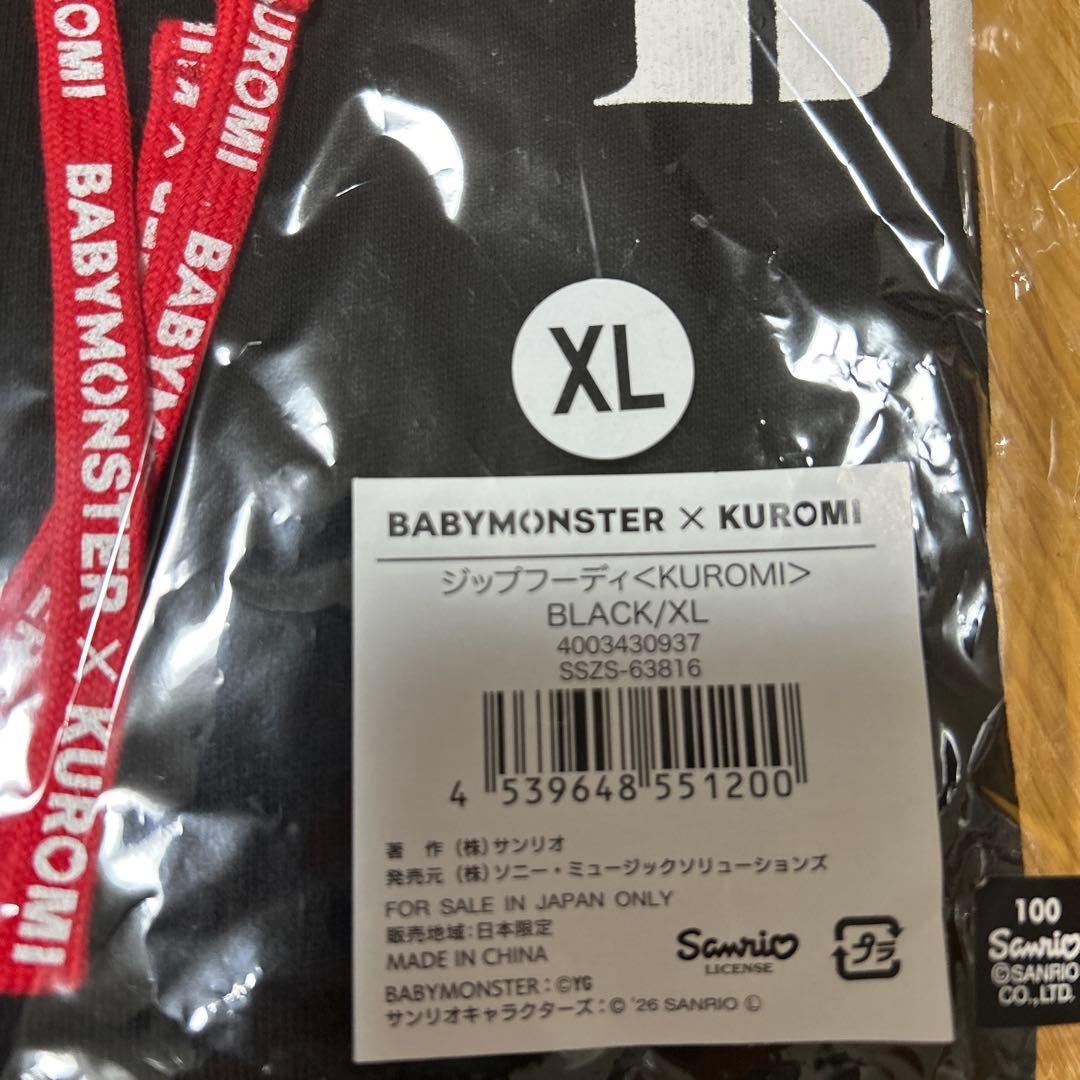 KUROMI
BABYMONSTER × KUROMI
BABYM
B
XL
BABYMONSTER × KUROMI
ジップフーディ<KUROMI>
BLACK/XL
4003430937
SSZS-63816
4 539648 551200
著 作 (株)サンリオ
発売元 (株)ソニー・ミュージックソリューションズ
FOR SALE IN JAPAN ONLY
販売地域:日本限定
MADE IN CHINA
BABYMONSTER:©YG
サンリオキャラクターズ:© '26 SANRIO Ⓛ
Sanrio
LICENSE
プラ
100
Sanrio
©SANRIO
CO.,LTD.